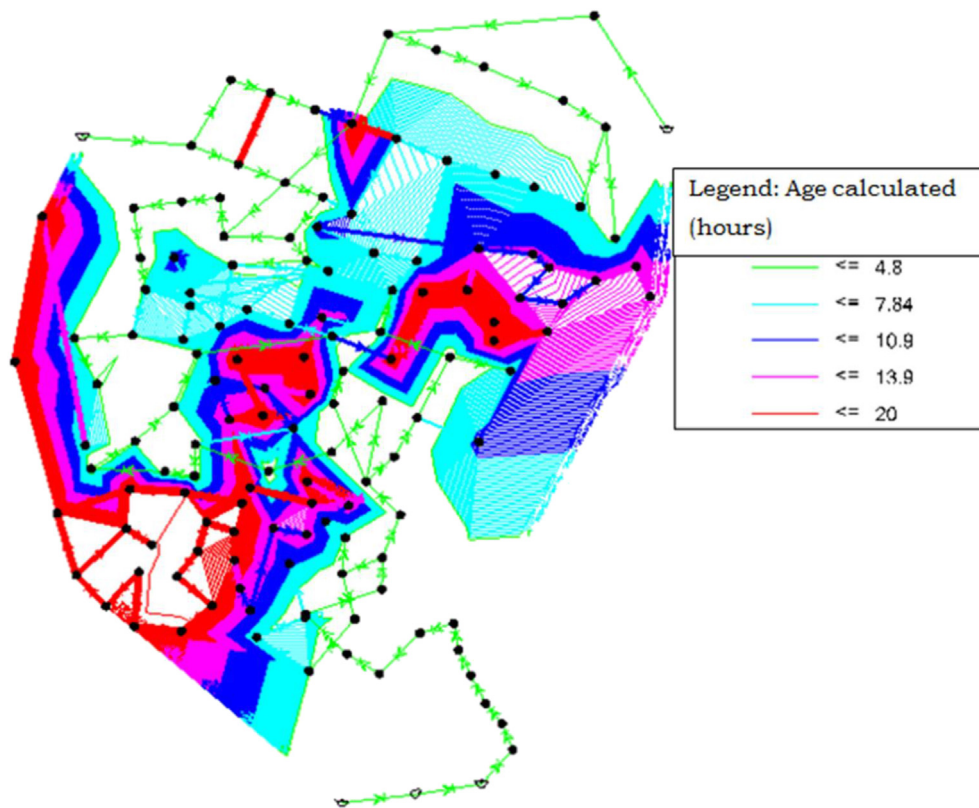 Legend: Age calculated
(hours)
<= 4.8
<= 7.84
<= 10.9
<= 13.9
<= 20